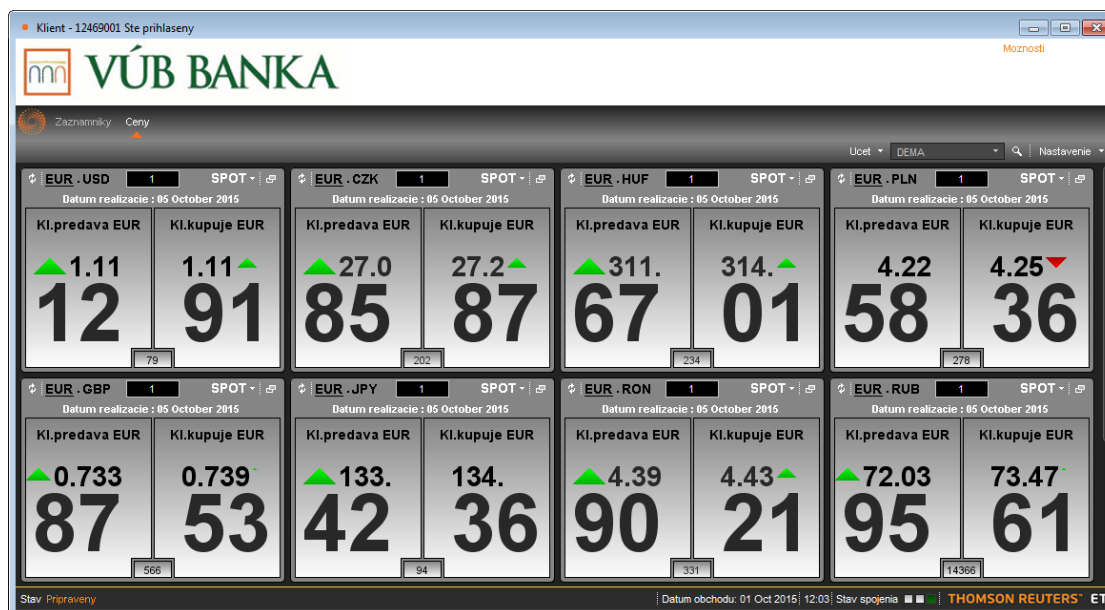 Klient - 12469001 Ste prihlaseny
Moznosti
VÚB BANKA
Zaznamniky Ceny
Ucet DEMA Nastavenie
EUR . USD 1 SPOT
Datum realizacie : 05 October 2015
Kl.predava EUR Kl.kupuje EUR
1.11 1.11
12 91
79
EUR . CZK 1 SPOT
Datum realizacie : 05 October 2015
Kl.predava EUR Kl.kupuje EUR
27.0 27.2
85 87
202
EUR . HUF 1 SPOT
Datum realizacie : 05 October 2015
Kl.predava EUR Kl.kupuje EUR
311. 314.
67 01
234
EUR . PLN 1 SPOT
Datum realizacie : 05 October 2015
Kl.predava EUR Kl.kupuje EUR
4.22 4.25
58 36
278
EUR . GBP 1 SPOT
Datum realizacie : 05 October 2015
Kl.predava EUR Kl.kupuje EUR
0.733 0.739
87 53
566
EUR . JPY 1 SPOT
Datum realizacie : 05 October 2015
Kl.predava EUR Kl.kupuje EUR
133. 134.
42 36
94
EUR . RON 1 SPOT
Datum realizacie : 05 October 2015
Kl.predava EUR Kl.kupuje EUR
4.39 4.43
90 21
331
EUR . RUB 1 SPOT
Datum realizacie : 05 October 2015
Kl.predava EUR Kl.kupuje EUR
72.03 73.47
95 61
14366
Stav Pripraveny Datum obchodu: 01 Oct 2015 12:03 Stav spojenia THOMSON REUTERS™ ET